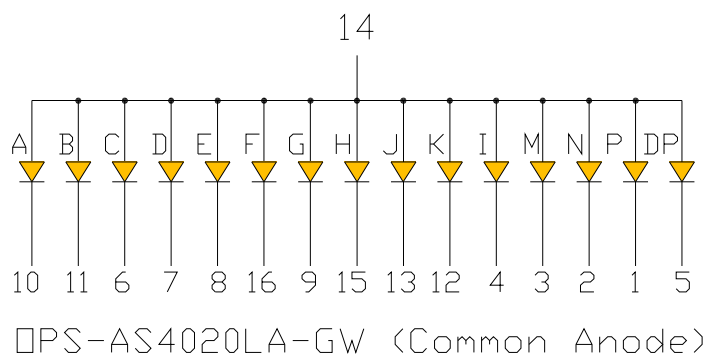 14
A B C D E F G H J K I M N P DP
10 11 6 7 8 16 9 15 13 12 4 3 2 1 5
OPS-AS4020LA-GW (Common Anode)